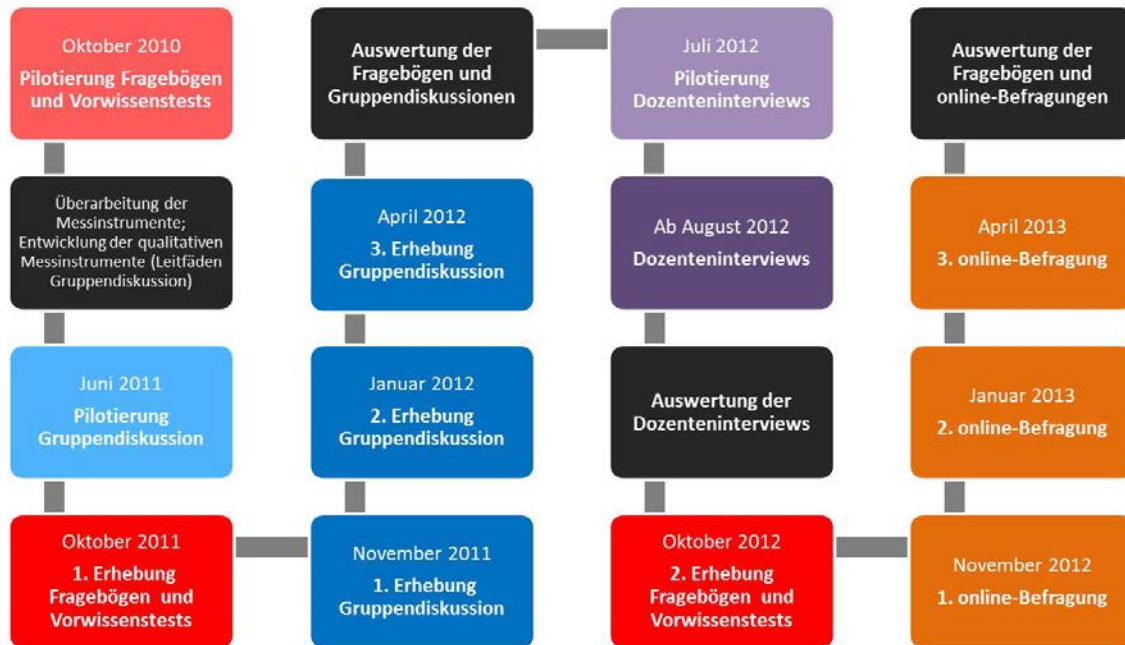 Oktober 2010
Pilotierung Fragebögen
und Vorwissenstests
Überarbeitung der
Messinstrumente;
Entwicklung der qualitativen
Messinstrumente (Leitfäden
Gruppendiskussion)
Juni 2011
Pilotierung
Gruppendiskussion
Oktober 2011
1. Erhebung
Fragebögen und
Vorwissenstests
November 2011
1. Erhebung
Gruppendiskussion
Januar 2012
2. Erhebung
Gruppendiskussion
April 2012
3. Erhebung
Gruppendiskussion
Auswertung der
Fragebögen und
Gruppendiskussionen
Juli 2012
Pilotierung
Dozenteninterviews
Ab August 2012
Dozenteninterviews
Auswertung der
Dozenteninterviews
Oktober 2012
2. Erhebung
Fragebögen und
Vorwissenstests
November 2012
1. online-Befragung
Januar 2013
2. online-Befragung
April 2013
3. online-Befragung
Auswertung der
Fragebögen und
online-Befragungen